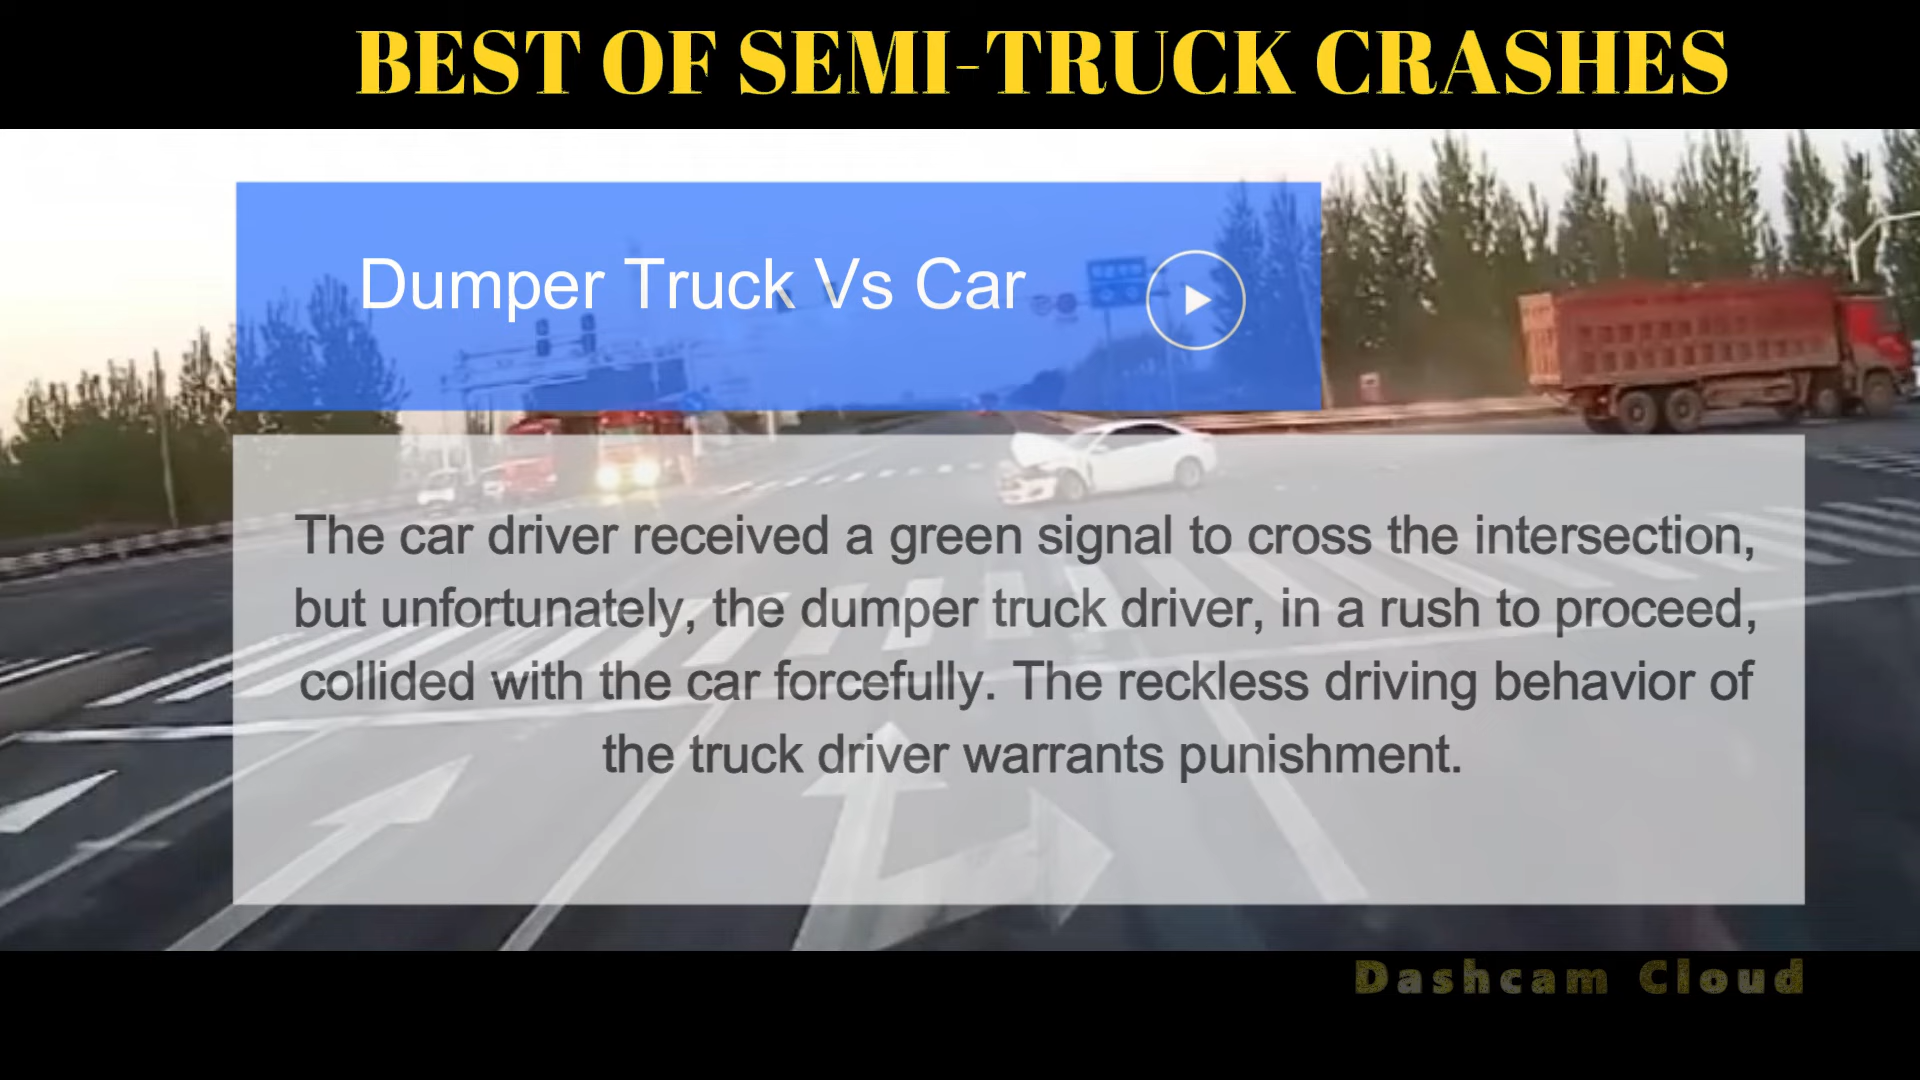 BEST OF SEMI-TRUCK CRASHES
Dumper Truck Vs Car
The car driver received a green signal to cross the intersection,
but unfortunately, the dumper truck driver, in a rush to proceed,
collided with the car forcefully. The reckless driving behavior of
the truck driver warrants punishment.
Dashcam Cloud